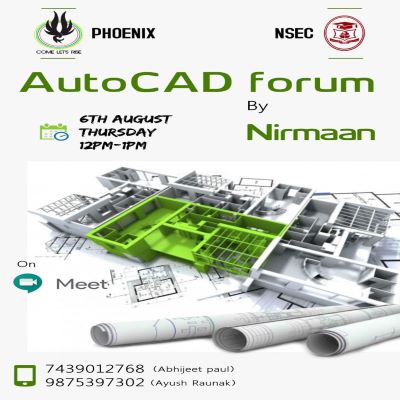 PHOENIX
NSEC
COME LETS RISE
AutoCAD forum
By
Nirmaan
6TH AUGUST
THURSDAY
12PM-1PM
On
Meet
7439012768 (Abhijeet paul)
9875397302 (Ayush Raunak)